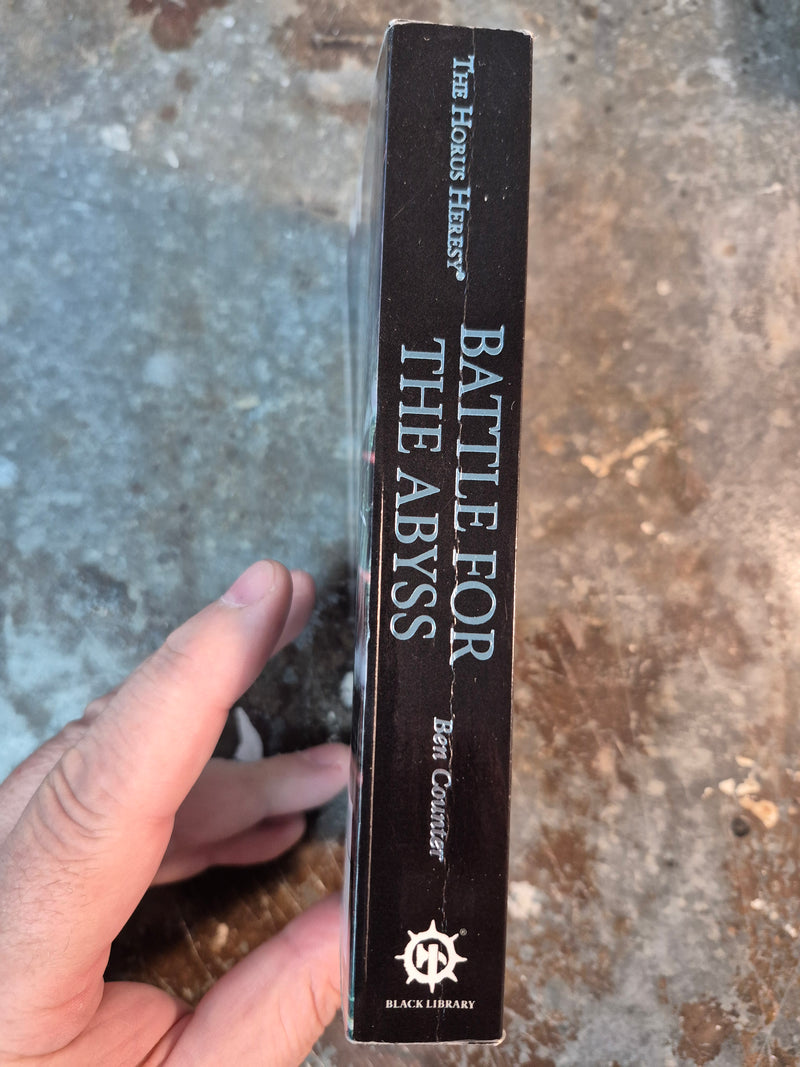 The Horus Heresy®
BATTLE FOR
THE ABYSS
Ben Counter
®
BLACK LIBRARY